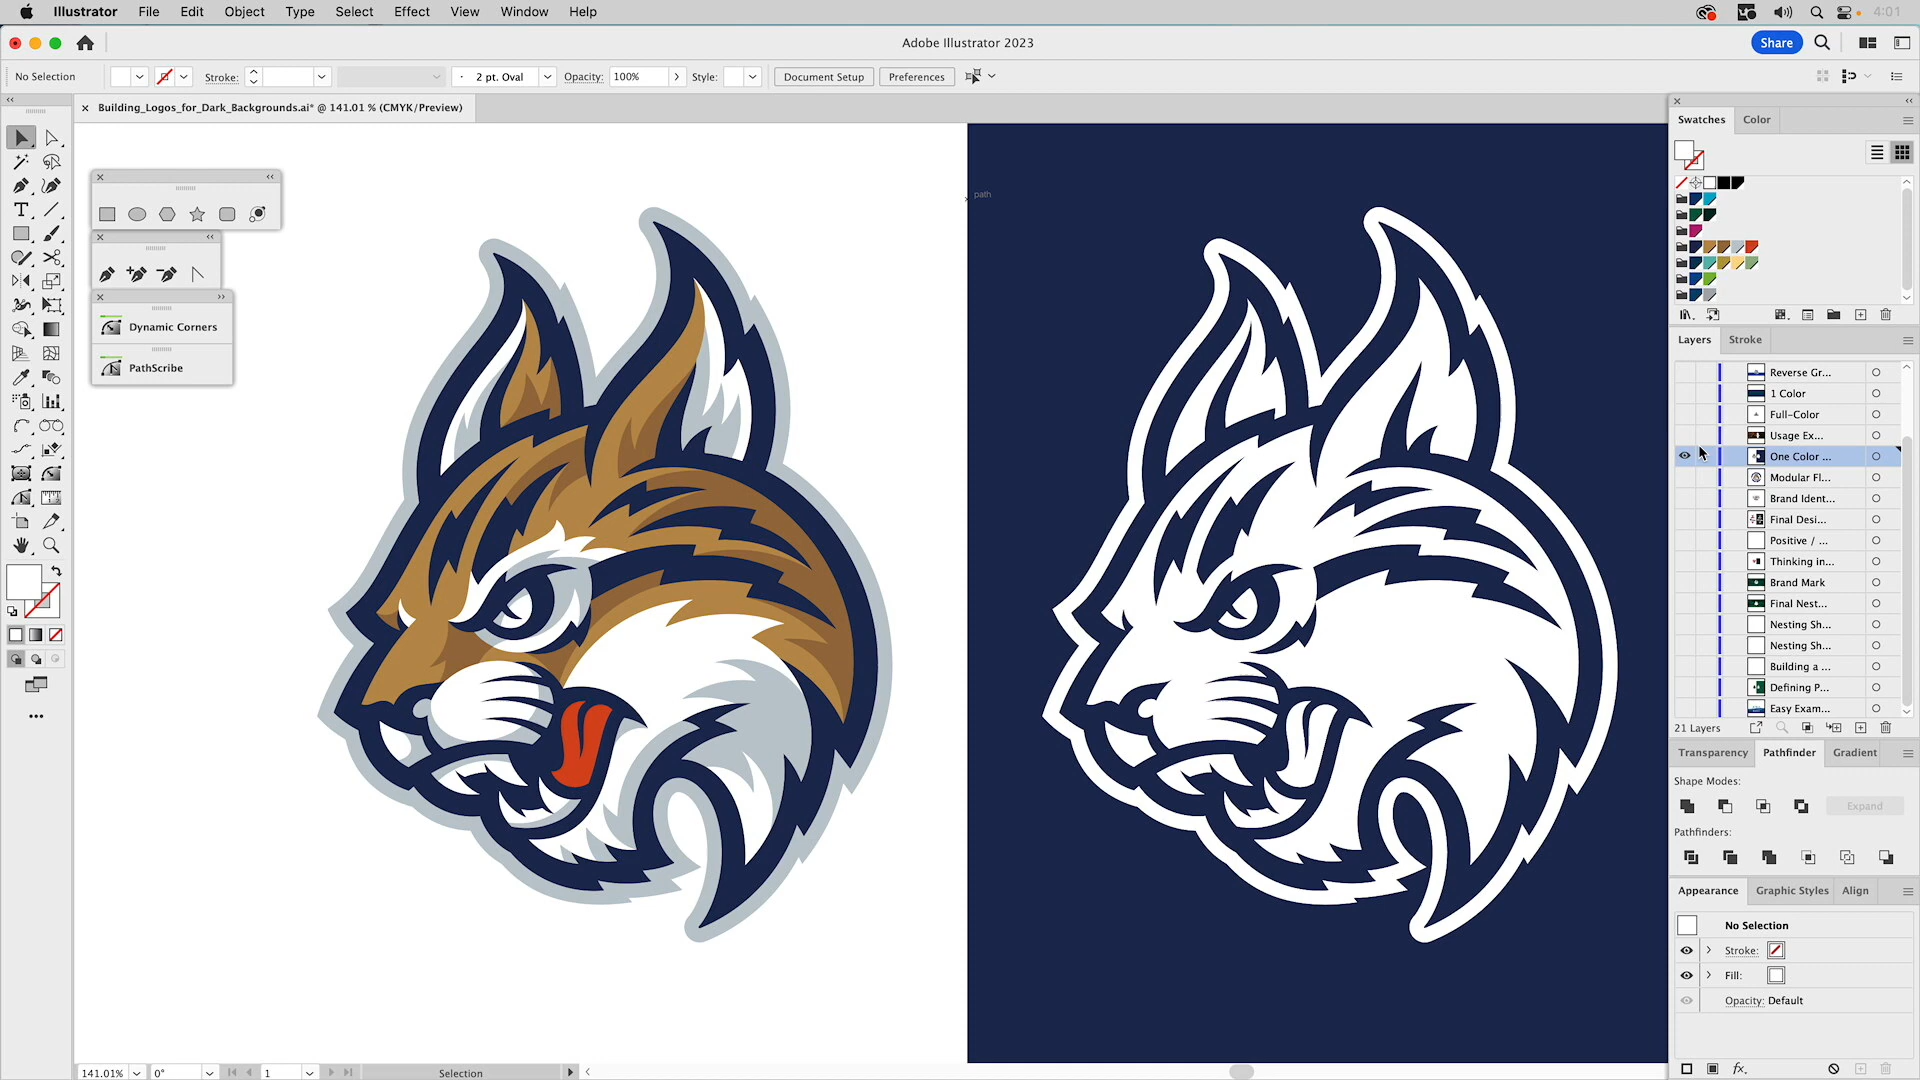 Illustrator File Edit Object Type Select Effect View Window Help 4:01
Adobe Illustrator 2023
Share
No Selection Stroke: 2 pt. Oval Opacity: 100% Style: Document Setup Preferences
Building_Logos_for_Dark_Backgrounds.ai* @ 141.01 % (CMYK/Preview)
Swatches Color
path
Dynamic Corners
PathScribe
Layers Stroke
Reverse Gr...
1 Color
Full-Color
Usage Ex...
One Color ...
Modular Fl...
Brand Ident...
Final Desi...
Positive / ...
Thinking in...
Brand Mark
Final Nest...
Nesting Sh...
Nesting Sh...
Building a ...
Defining P...
Easy Exam...
21 Layers
Transparency Pathfinder Gradient
Shape Modes:
Expand
Pathfinders:
Appearance Graphic Styles Align
No Selection
Stroke:
Fill:
Opacity: Default
fx.
141.01% 0° 1 Selection